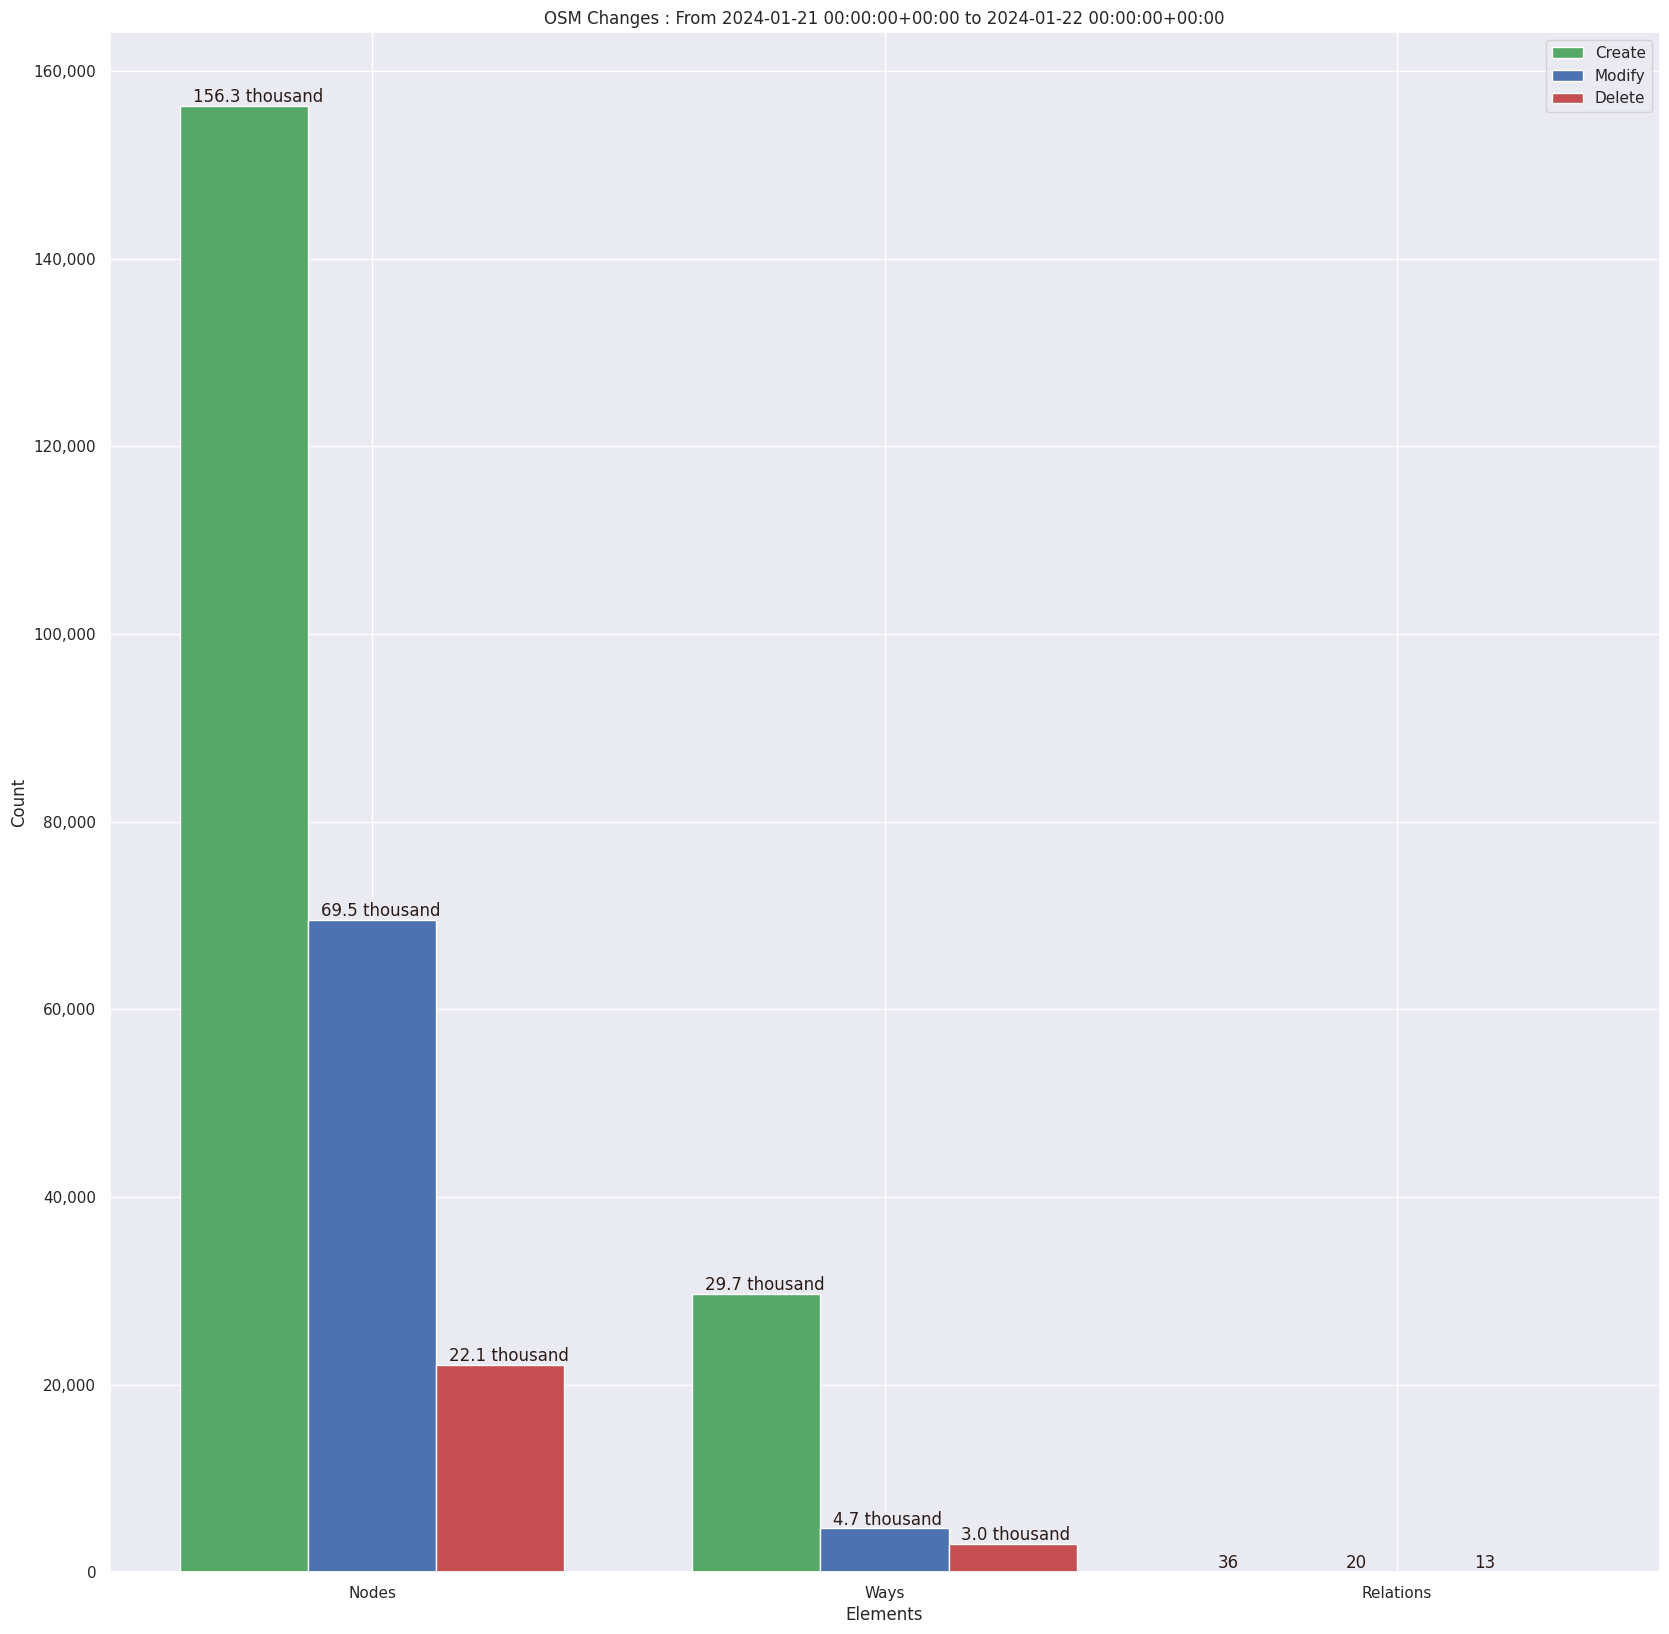 OSM Changes : From 2024-01-21 00:00:00+00:00 to 2024-01-22 00:00:00+00:00
Create
Modify
Delete
160,000
140,000
120,000
100,000
80,000
60,000
40,000
20,000
0
Count
156.3 thousand
69.5 thousand
22.1 thousand
29.7 thousand
4.7 thousand
3.0 thousand
36
20
13
Nodes
Ways
Relations
Elements